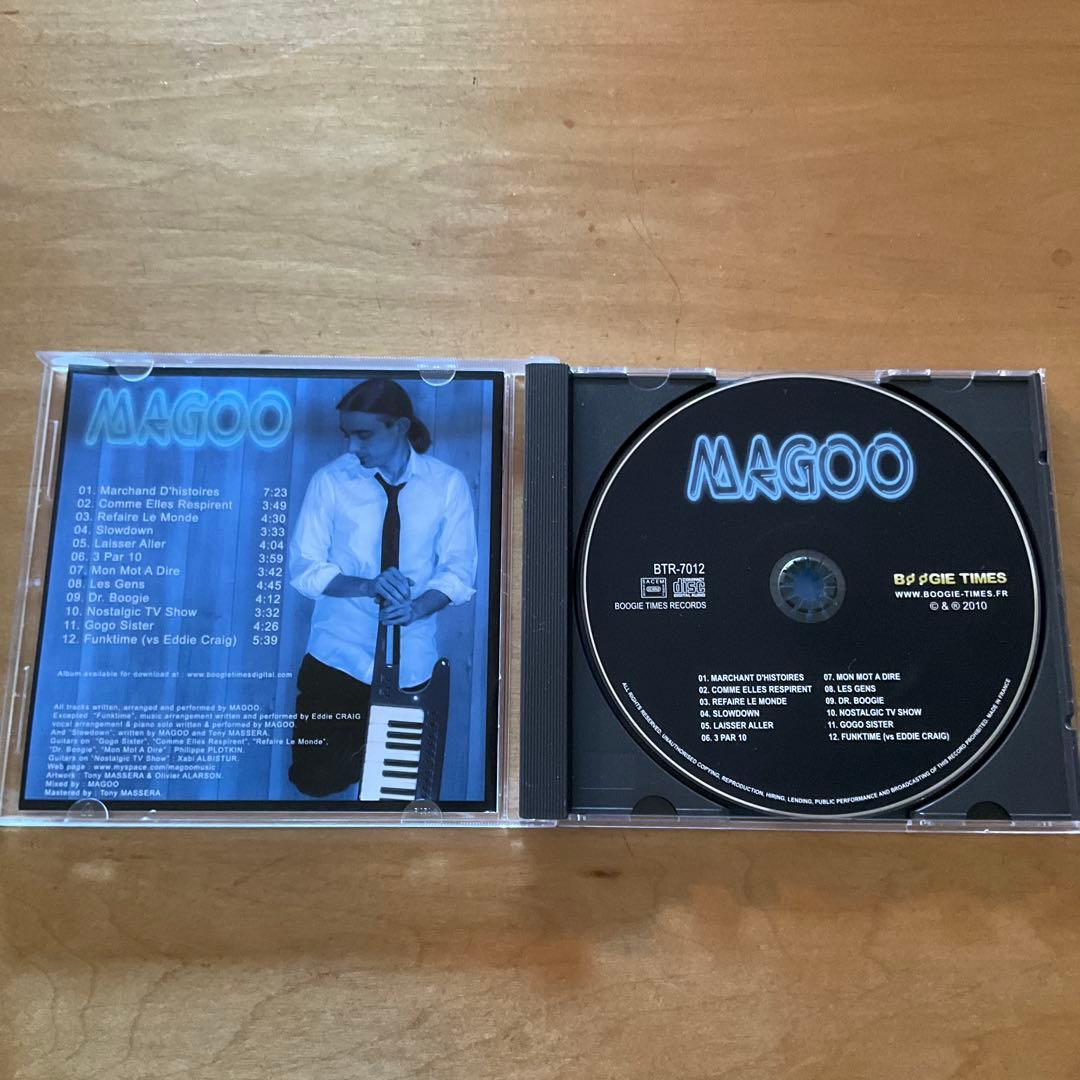 MAGOO
01. Marchand D'histoires 7:23
02. Comme Elles Respirent 3:49
03. Refaire Le Monde 4:30
04. Slowdown 3:33
05. Laisser Aller 4:04
06. 3 Par 10 3:59
07. Mon Mot A Dire 3:42
08. Les Gens 4:45
09. Dr. Boogie 4:12
10. Nostalgic TV Show 3:32
11. Gogo Sister 4:26
12. Funktime (vs Eddie Craig) 5:39
Album available for download at : www.boogietimesdigital.com
All tracks written, arranged and performed by MAGOO.
Excepted "Funktime", music arrangement written and performed by Eddie CRAIG
vocal arrangement & piano solo written & performed by MAGOO.
And "Slowdown", written by MAGOO and Tony MASSERA.
Guitars on "Gogo Sister", "Comme Elles Respirent", "Refaire Le Monde",
"Dr. Boogie", "Mon Mot A Dire" : Philippe PLOTKIN.
Guitars on "Nostalgic TV Show" : Xabi ALBISTUR.
Web page : www.myspace.com/magoomusic
Artwork : Tony MASSERA & Olivier ALARSON.
Mixed by : MAGOO
Mastered by : Tony MASSERA
MAGOO
BTR-7012
SACEM
COMPACT
disc
DIGITAL AUDIO
BOOGIE TIMES RECORDS
BOOGIE TIMES
WWW.BOOGIE-TIMES.FR
© & ® 2010
01. MARCHANT D'HISTOIRES
02. COMME ELLES RESPIRENT
03. REFAIRE LE MONDE
04. SLOWDOWN
05. LAISSER ALLER
06. 3 PAR 10
07. MON MOT A DIRE
08. LES GENS
09. DR. BOOGIE
10. NOSTALGIC TV SHOW
11. GOGO SISTER
12. FUNKTIME (vs EDDIE CRAIG)
ALL RIGHTS RESERVED, UNAUTHORISED COPYING, REPRODUCTION, HIRING, LENDING, PUBLIC PERFORMANCE AND BROADCASTING OF THIS RECORD PROHIBITED. MADE IN FRANCE